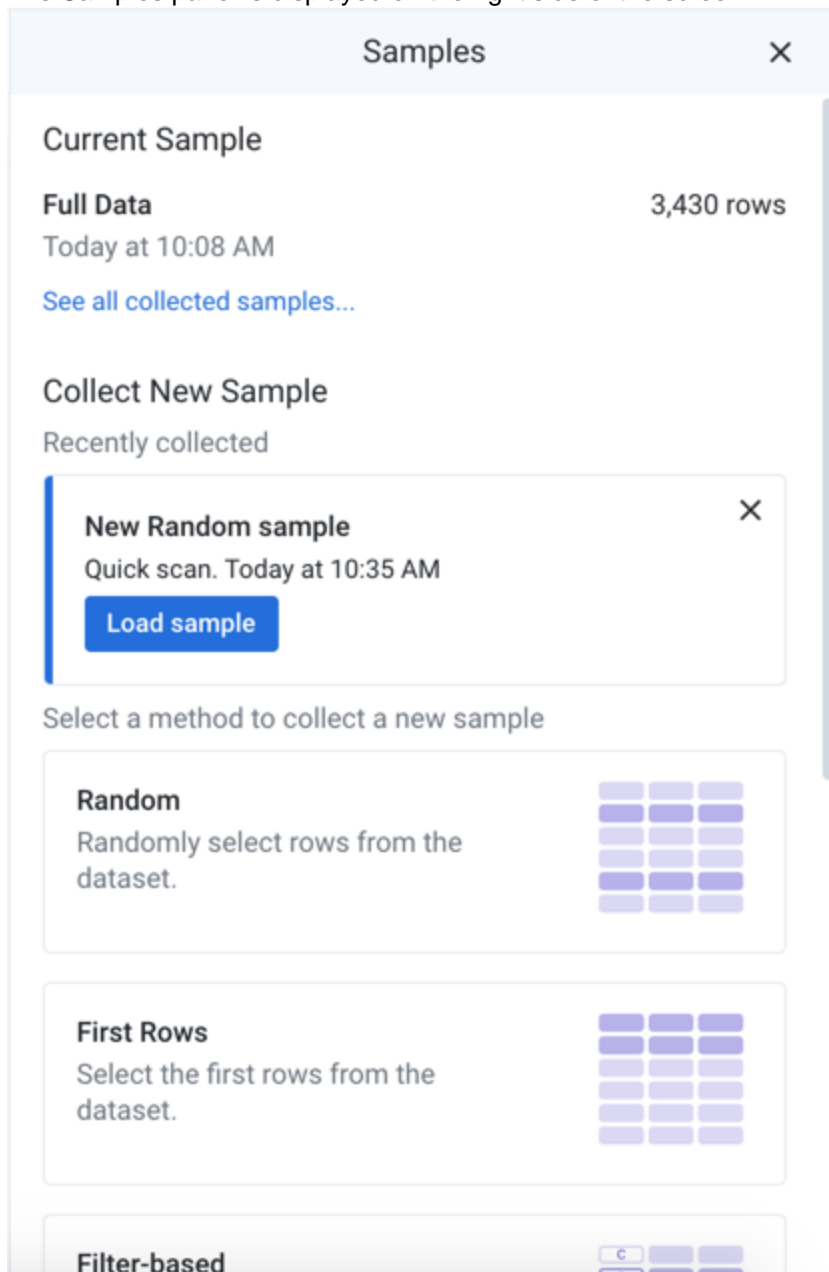 Samples
Current Sample
Full Data
3,430 rows
Today at 10:08 AM
See all collected samples...
Collect New Sample
Recently collected
New Random sample
Quick scan. Today at 10:35 AM
Load sample
Select a method to collect a new sample
Random
Randomly select rows from the
dataset.
First Rows
Select the first rows from the
dataset.
Filter-based
C